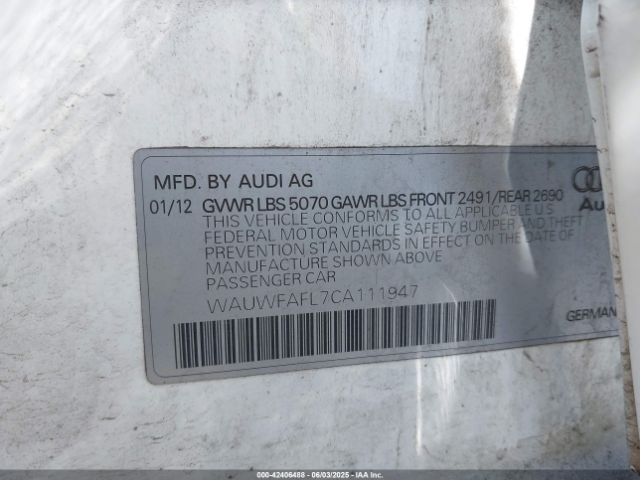 MFD. BY AUDI AG
01/12 GVWR LBS 5070 GAWR LBS FRONT 2491/REAR 2690
THIS VEHICLE CONFORMS TO ALL APPLICABLE U S
FEDERAL MOTOR VEHICLE SAFETY BUMPER AND THEFT
PREVENTION STANDARDS IN EFFECT ON THE DATE OF
MANUFACTURE SHOWN ABOVE
PASSENGER CAR
WAUWFAFL7CA111947
Au
GERMAN
000-42406488 - 06/03/2025 - IAA Inc.